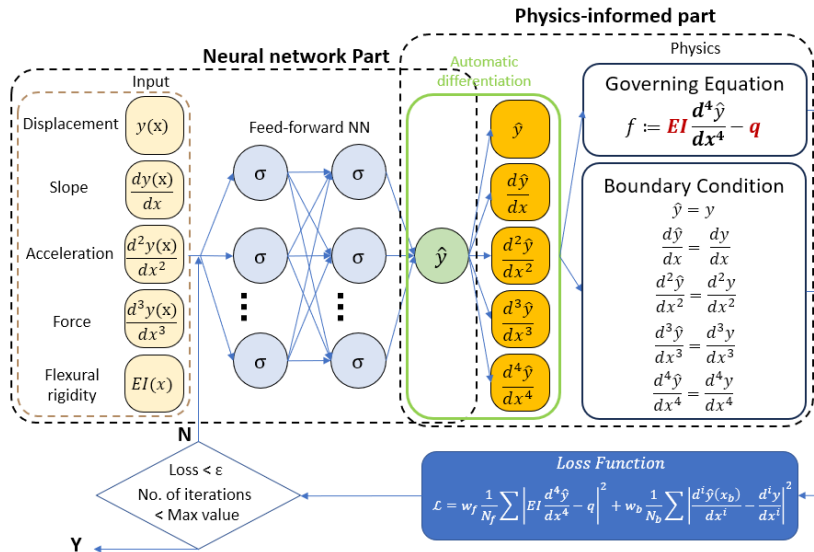 Physics-informed part
Neural network Part
Automatic
differentiation
Physics
Input
Displacement
y(x)
Slope
dy(x)/dx
Acceleration
d²y(x)/dx²
Force
d³y(x)/dx³
Flexural
rigidity
EI(x)
Feed-forward NN
σ
σ
σ
σ
σ
σ
ŷ
ŷ
dŷ/dx
d²ŷ/dx²
d³ŷ/dx³
d⁴ŷ/dx⁴
Governing Equation
f := EI d⁴ŷ/dx⁴ − q
Boundary Condition
ŷ = y
dŷ/dx = dy/dx
d²ŷ/dx² = d²y/dx²
d³ŷ/dx³ = d³y/dx³
d⁴ŷ/dx⁴ = d⁴y/dx⁴
N
Loss < ε
No. of iterations
< Max value
Y
Loss Function
ℒ = w_f 1/N_f ∑ |EI d⁴ŷ/dx⁴ − q|² + w_b 1/N_b ∑ |dⁱŷ(x_b)/dxⁱ − dⁱy/dxⁱ|²